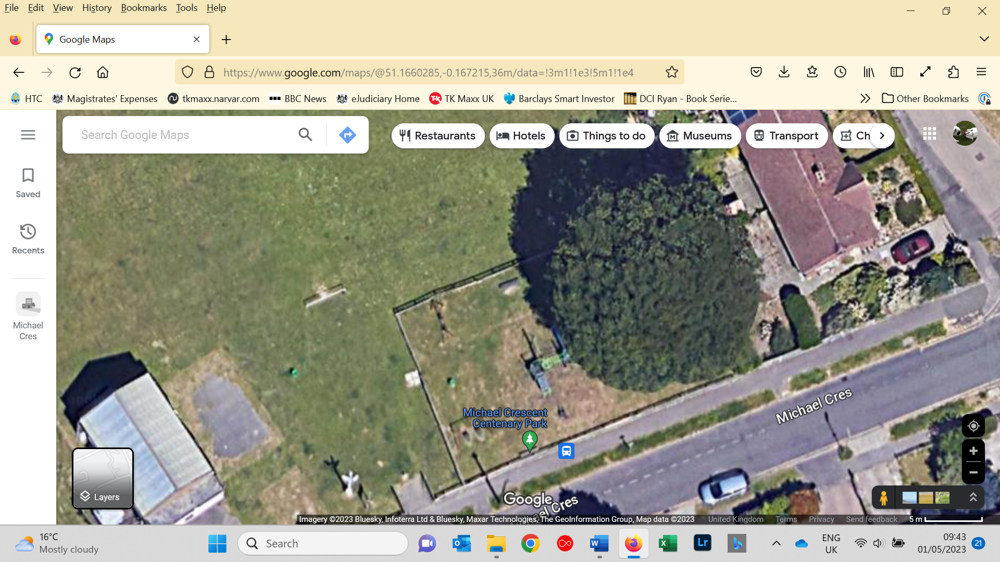 File Edit View History Bookmarks Tools Help
Google Maps
https://www.google.com/maps/@51.1660285,-0.167215,36m/data=!3m1!1e3!5m1!1e4
HTC Magistrates' Expenses tkmaxx.narvar.com BBC News eJudiciary Home TK Maxx UK Barclays Smart Investor DCI Ryan - Book Serie... Other Bookmarks
Search Google Maps
Restaurants Hotels Things to do Museums Transport Ch
Saved
Recents
Michael
Cres
Michael Crescent
Centenary Park
Michael Cres
Layers
Google
Imagery ©2023 Bluesky, Infoterra Ltd & Bluesky, Maxar Technologies, The GeoInformation Group, Map data ©2023 United Kingdom Terms Privacy Send feedback 5 m
16°C
Mostly cloudy
Search
ENG
UK
09:43
01/05/2023
21